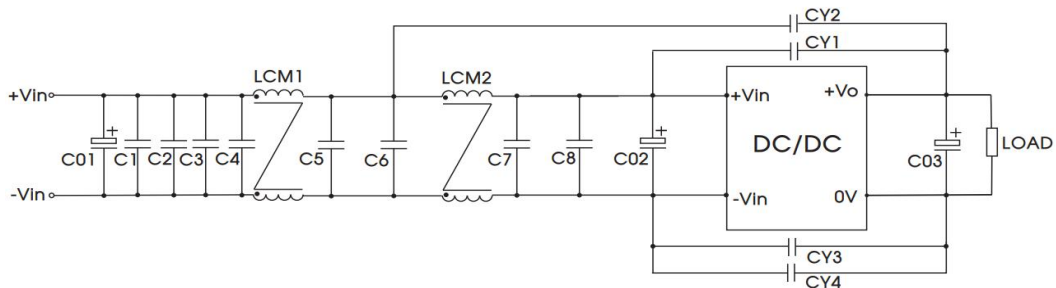 CY2
CY1
LCM1
LCM2
+Vin
+Vin
+Vo
+
C01
C1
C2
C3
C4
C5
C6
C7
C8
+
C02
DC/DC
+
C03
LOAD
-Vin
-Vin
0V
CY3
CY4